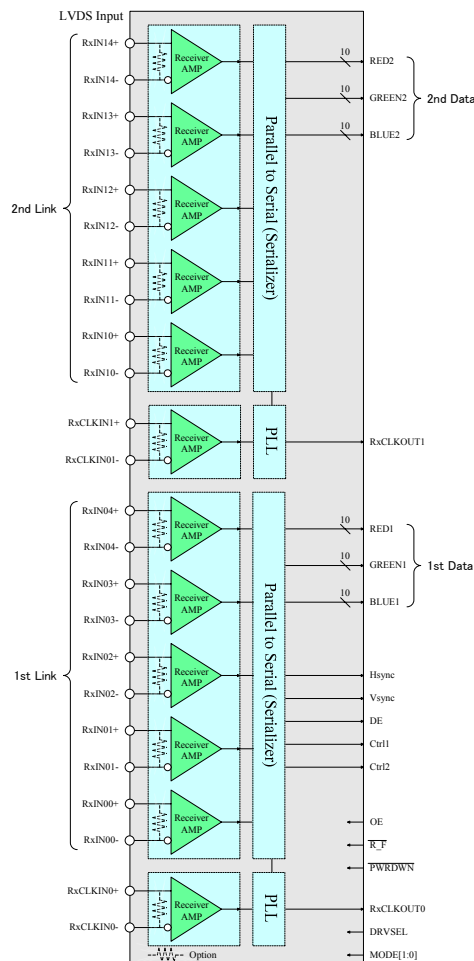 LVDS Input
RxIN14+
RxIN14-
RxIN13+
RxIN13-
RxIN12+
RxIN12-
RxIN11+
RxIN11-
RxIN10+
RxIN10-
2nd Link
Receiver
AMP
Receiver
AMP
Receiver
AMP
Receiver
AMP
Receiver
AMP
Parallel to Serial (Serializer)
10
RED2
10
GREEN2
10
BLUE2
2nd Data
RxCLKIN1+
RxCLKIN01-
Receiver
AMP
PLL
RxCLKOUT1
RxIN04+
RxIN04-
RxIN03+
RxIN03-
RxIN02+
RxIN02-
RxIN01+
RxIN01-
RxIN00+
RxIN00-
1st Link
Receiver
AMP
Receiver
AMP
Receiver
AMP
Receiver
AMP
Receiver
AMP
Parallel to Serial (Serializer)
10
RED1
10
GREEN1
10
BLUE1
1st Data
Hsync
Vsync
DE
Ctrl1
Ctrl2
OE
R_F
PWRDWN
RxCLKIN0+
RxCLKIN0-
Receiver
AMP
PLL
RxCLKOUT0
DRVSEL
MODE[1:0]
Option